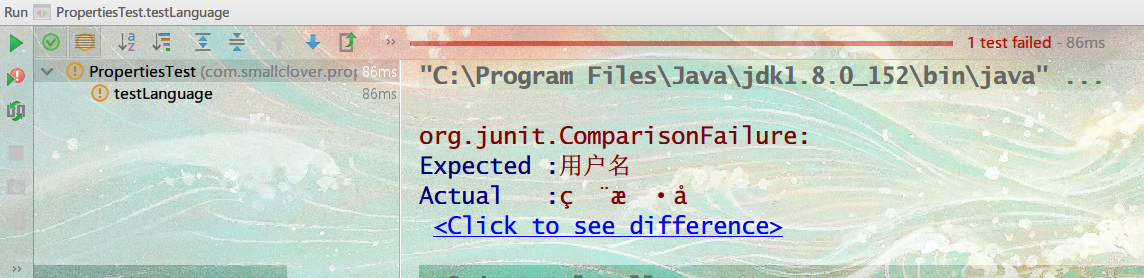 Run PropertiesTest.testLanguage
1 test failed - 86ms
PropertiesTest (com.smallclover.prop 86ms
testLanguage 86ms
"C:\Program Files\Java\jdk1.8.0_152\bin\java" ...
org.junit.ComparisonFailure:
Expected :用户名
Actual :ç ¨æ ·å
<Click to see difference>